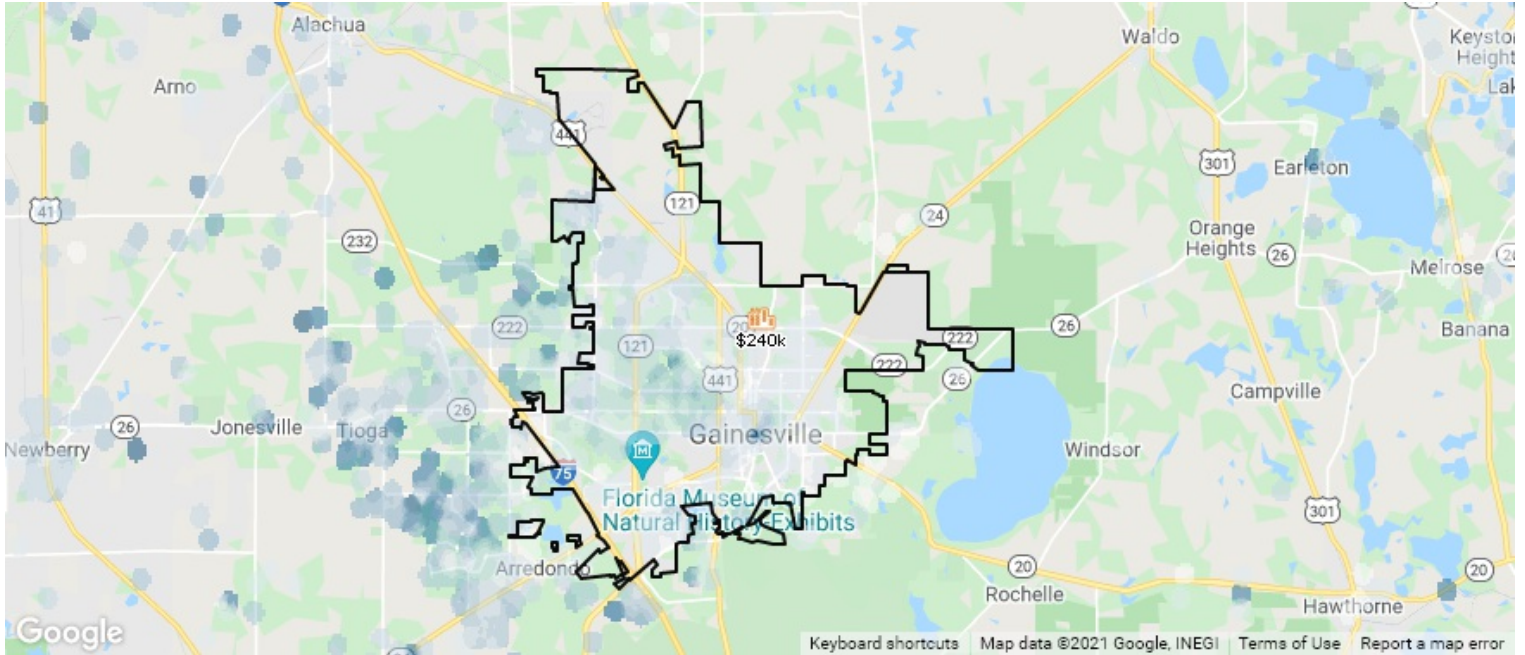 Alachua
Waldo
Keystone
Height
Lak
Arno
441
301
Earleton
41
121
24
232
Orange
Heights
26
26
Melrose
222
20
$240k
121
222
26
Banana
441
222
26
26
Campville
26
Jonesville
Tioga
Gainesville
Newberry
Windsor
75
Florida Museum of
Natural History-Exhibits
301
Arredondo
20
20
Rochelle
Hawthorne
Google
Keyboard shortcuts
Map data ©2021 Google, INEGI
Terms of Use
Report a map error